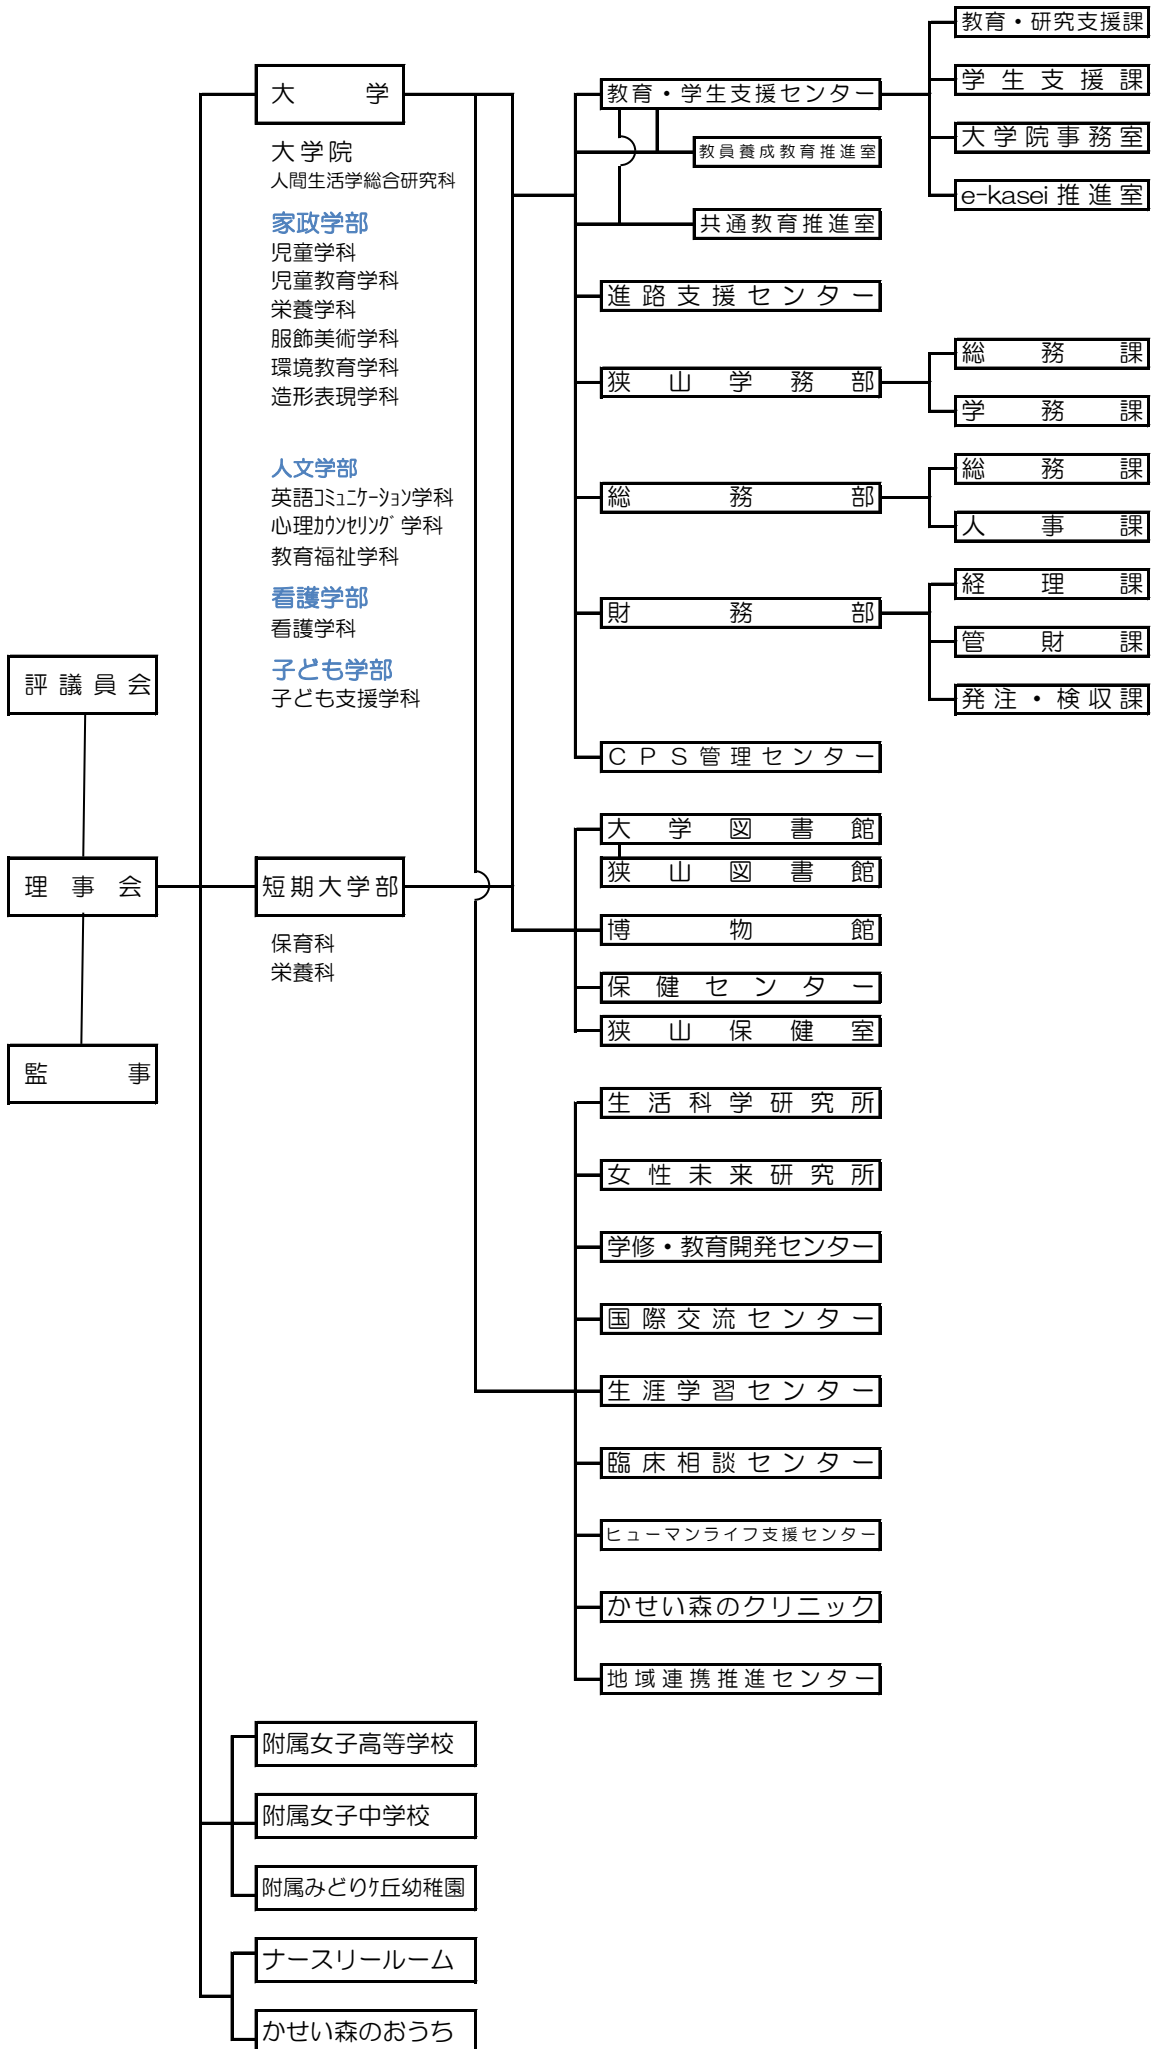 評議員会
理事会
監事
大学
大学院
人間生活学総合研究科
家政学部
児童学科
児童教育学科
栄養学科
服飾美術学科
環境教育学科
造形表現学科
人文学部
英語ｺﾐｭﾆｹｰｼｮﾝ学科
心理ｶｳﾝｾﾘﾝｸﾞ学科
教育福祉学科
看護学部
看護学科
子ども学部
子ども支援学科
短期大学部
保育科
栄養科
附属女子高等学校
附属女子中学校
附属みどりｹ丘幼稚園
ナースリールーム
かせい森のおうち
教育・学生支援センター
教員養成教育推進室
共通教育推進室
進路支援センター
狭山学務部
総務部
財務部
ＣＰＳ管理センター
大学図書館
狭山図書館
博物館
保健センター
狭山保健室
生活科学研究所
女性未来研究所
学修・教育開発センター
国際交流センター
生涯学習センター
臨床相談センター
ヒューマンライフ支援センター
かせい森のクリニック
地域連携推進センター
教育・研究支援課
学生支援課
大学院事務室
e-kasei推進室
総務課
学務課
総務課
人事課
経理課
管財課
発注・検収課